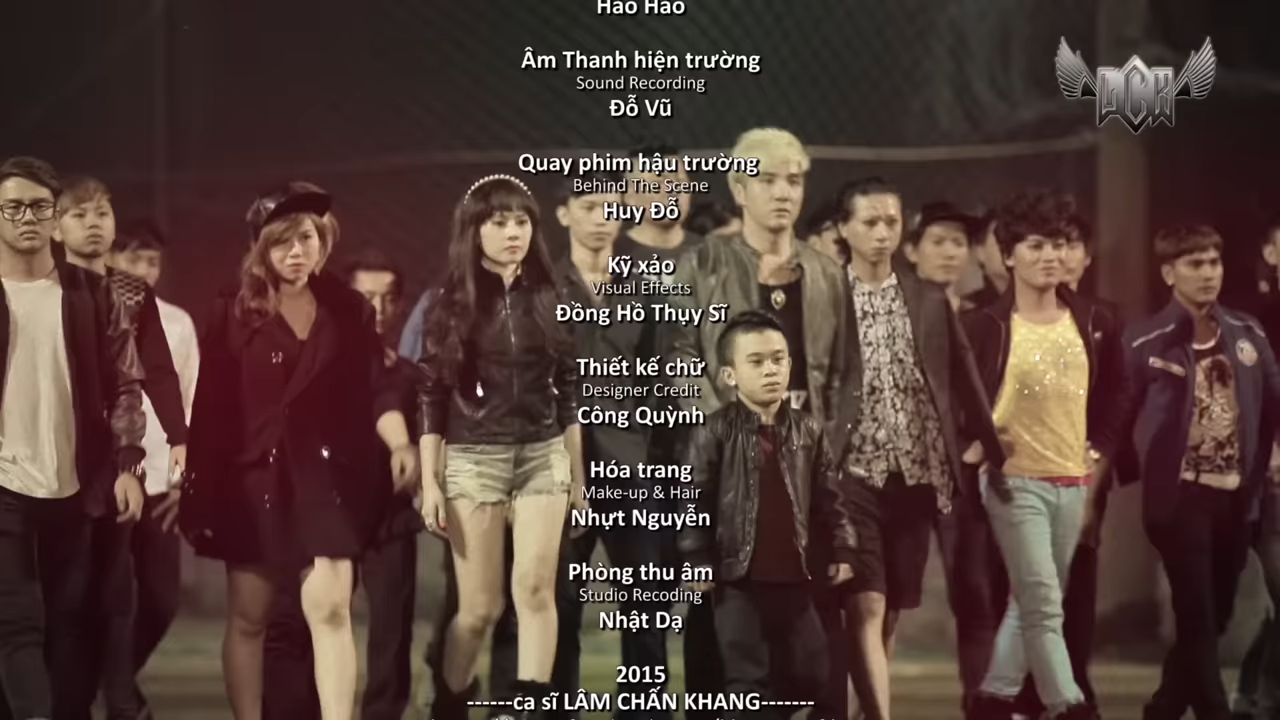 Hảo Hảo
Âm Thanh hiện trường
Sound Recording
Đỗ Vũ
Quay phim hậu trường
Behind The Scene
Huy Đỗ
Kỹ xảo
Visual Effects
Đồng Hồ Thụy Sĩ
Thiết kế chữ
Designer Credit
Công Quỳnh
Hóa trang
Make-up & Hair
Nhựt Nguyễn
Phòng thu âm
Studio Recoding
Nhật Dạ
2015
------ca sĩ LÂM CHẤN KHANG-------
LCK